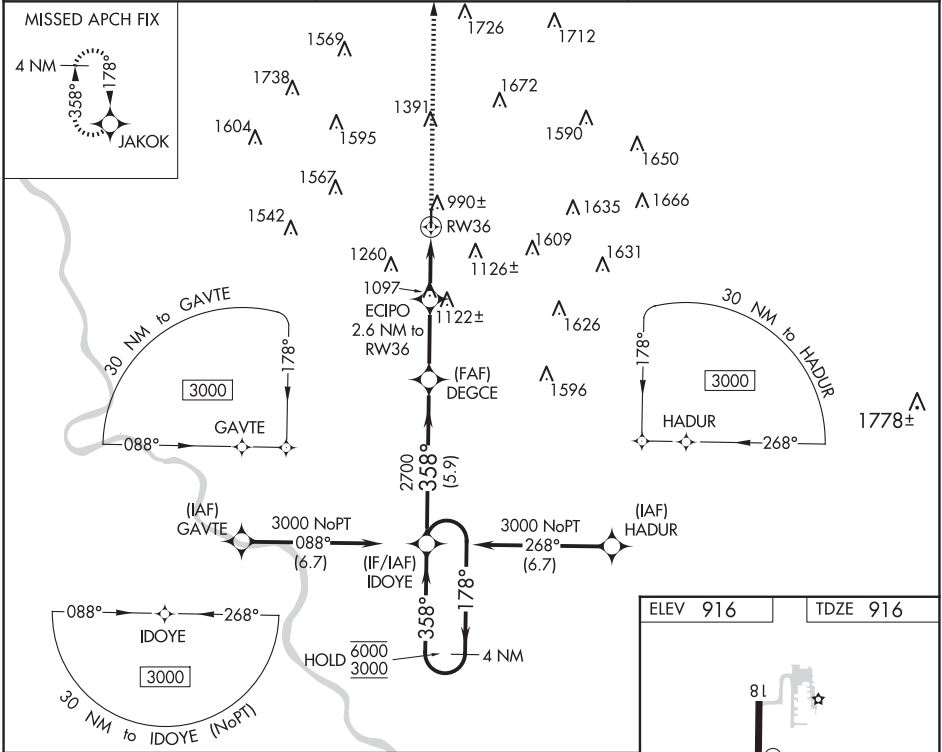 MISSED APCH FIX
4 NM
358°
178°
JAKOK
1569
1738
1604
1595
1567
1542
1391
1726
1712
1672
1590
1650
1635
1666
990±
RW36
1260
1126±
1609
1631
1097
1122±
ECIPO
2.6 NM to
RW36
1626
1596
(FAF)
DEGCE
1778±
30 NM to GAVTE
178°
3000
GAVTE
088°
30 NM to HADUR
178°
3000
HADUR
268°
2700
358°
(5.9)
(IAF)
GAVTE
3000 NoPT
088°
(6.7)
(IF/IAF)
IDOYE
3000 NoPT
268°
(6.7)
(IAF)
HADUR
358°
178°
HOLD 6000
3000
4 NM
088°
268°
IDOYE
3000
30 NM to IDOYE (NoPT)
ELEV 916
TDZE 916
18